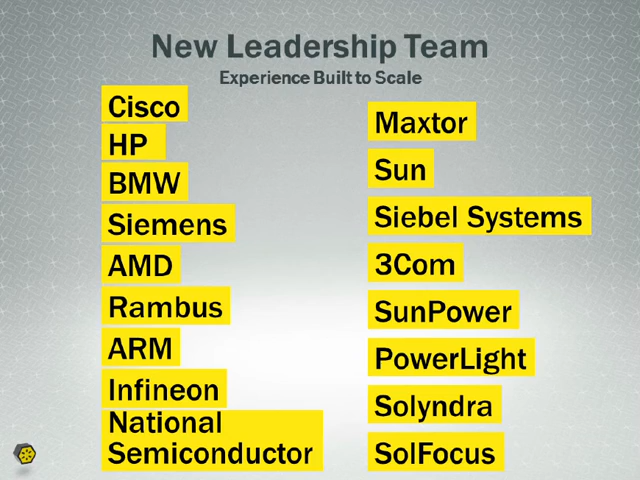 New Leadership Team
Experience Built to Scale
Cisco
HP
BMW
Siemens
AMD
Rambus
ARM
Infineon
National
Semiconductor
Maxtor
Sun
Siebel Systems
3Com
SunPower
PowerLight
Solyndra
SolFocus